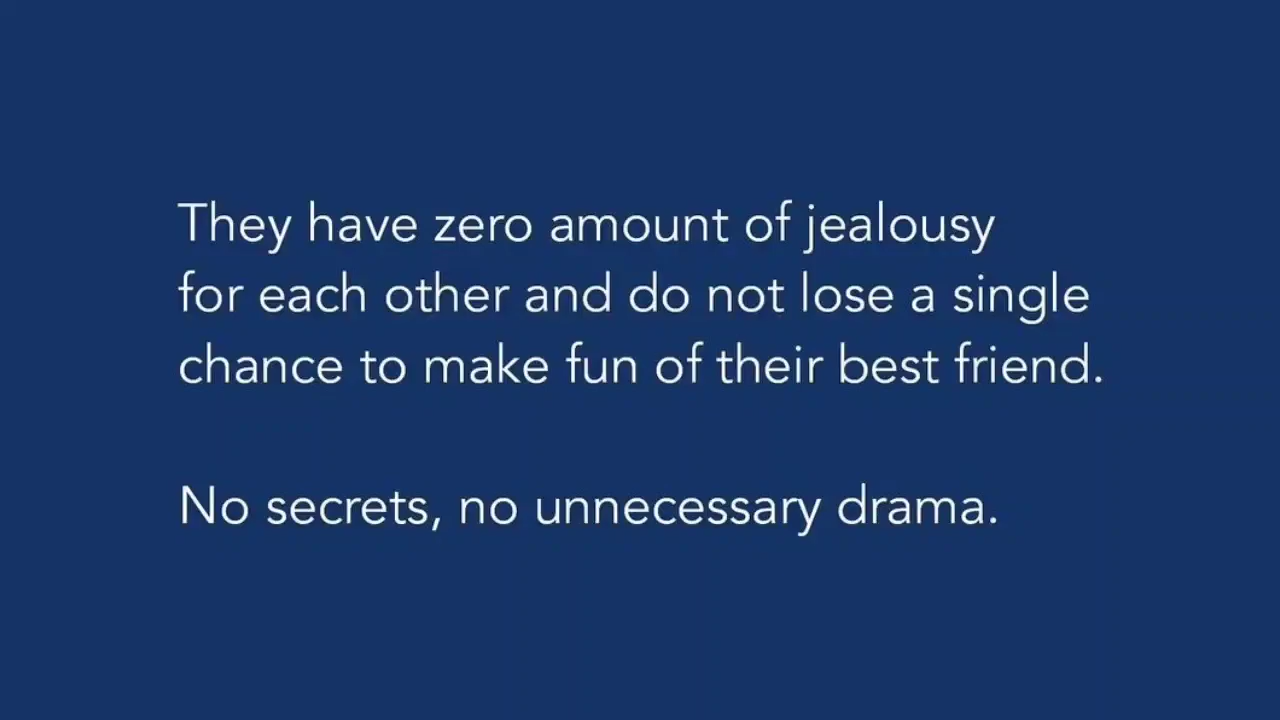 They have zero amount of jealousy
for each other and do not lose a single
chance to make fun of their best friend.
No secrets, no unnecessary drama.